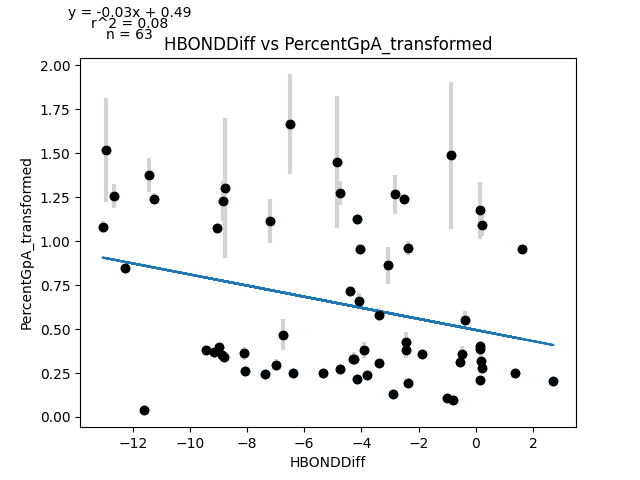 y = -0.03x + 0.49
r^2 = 0.08
n = 63
HBONDDiff vs PercentGpA_transformed
2.00
1.75
1.50
1.25
1.00
0.75
0.50
0.25
0.00
PercentGpA_transformed
−12
−10
−8
−6
−4
−2
0
2
HBONDDiff